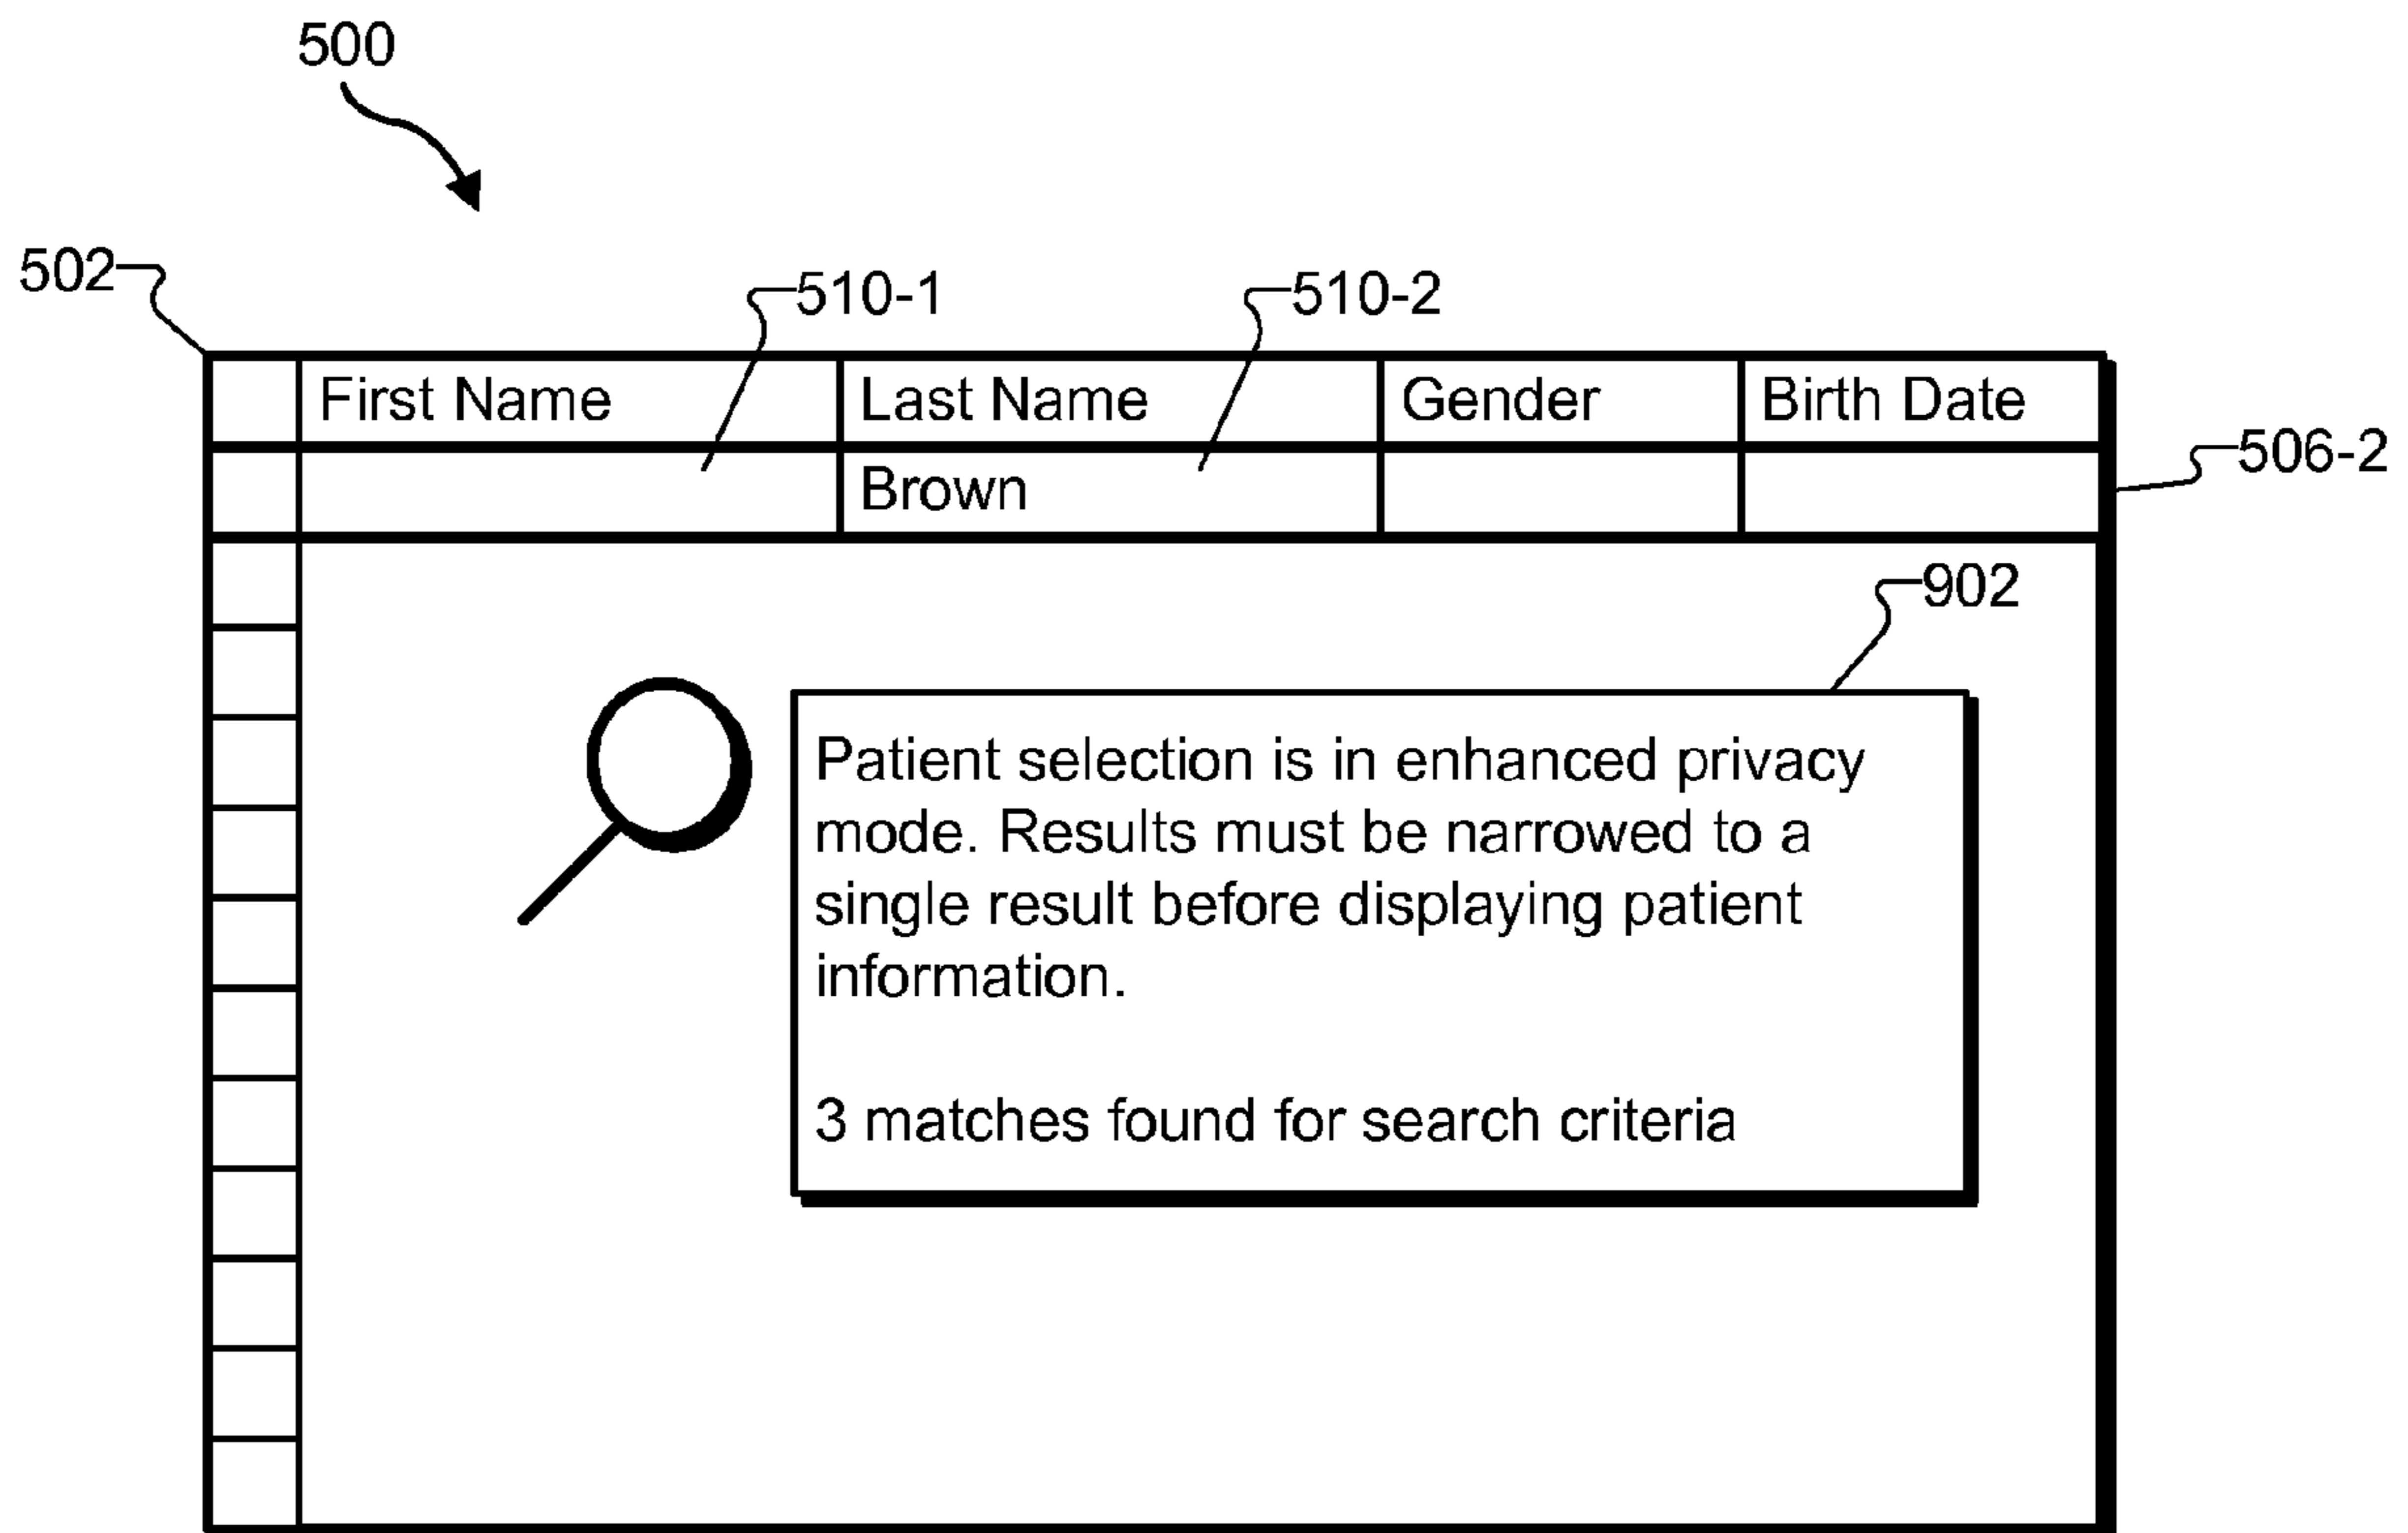 500
502
510-1
510-2
First Name
Last Name
Gender
Birth Date
506-2
Brown
902
Patient selection is in enhanced privacy
mode. Results must be narrowed to a
single result before displaying patient
information.
3 matches found for search criteria